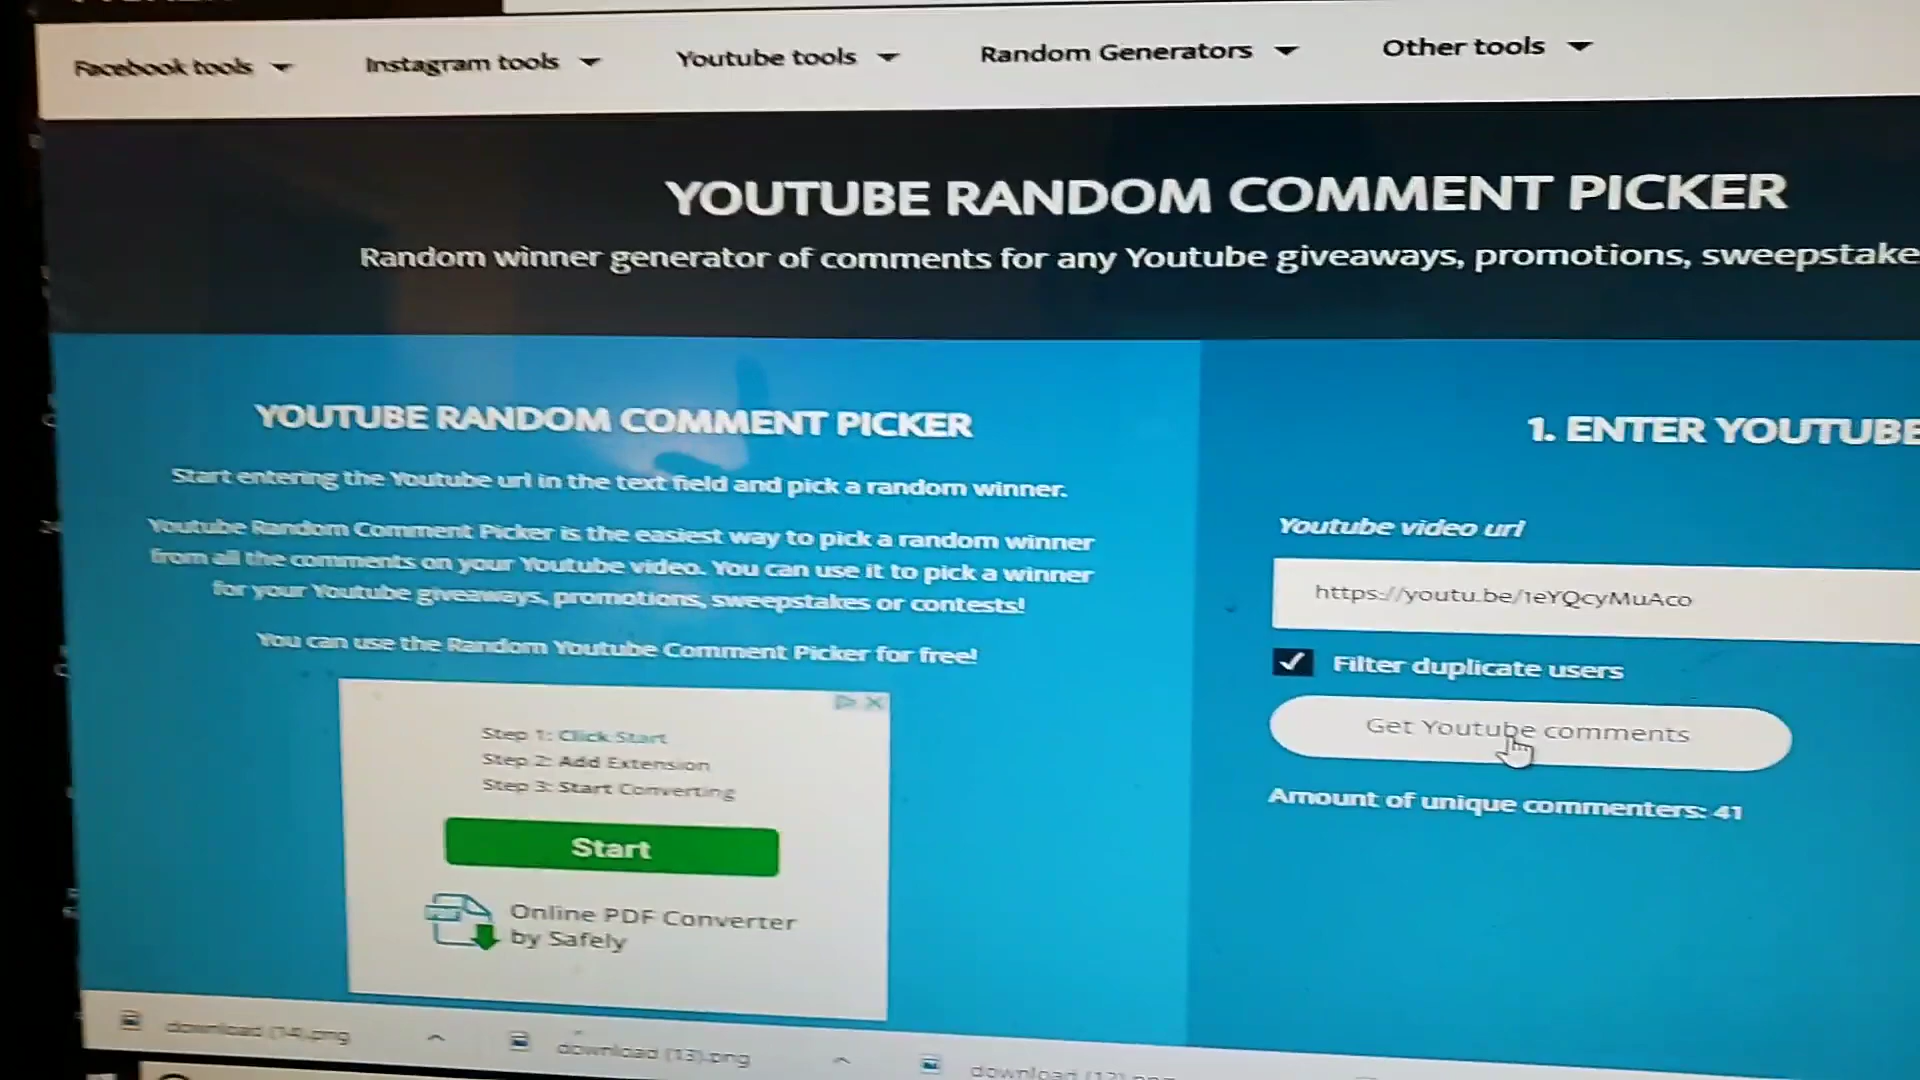 Facebook tools
Instagram tools
Youtube tools
Random Generators
Other tools
YOUTUBE RANDOM COMMENT PICKER
Random winner generator of comments for any Youtube giveaways, promotions, sweepstake
YOUTUBE RANDOM COMMENT PICKER
Start entering the Youtube url in the text field and pick a random winner.
Youtube Random Comment Picker is the easiest way to pick a random winner
from all the comments on your Youtube video. You can use it to pick a winner
for your Youtube giveaways, promotions, sweepstakes or contests!
You can use the Random Youtube Comment Picker for free!
Step 1: Click Start
Step 2: Add Extension
Step 3: Start Converting
Start
Online PDF Converter
by Safely
1. ENTER YOUTUBE
Youtube video url
https://youtu.be/1eYQcyMuAco
Filter duplicate users
Get Youtube comments
Amount of unique commenters: 41
download (14).png
download (13).png
download (12).png